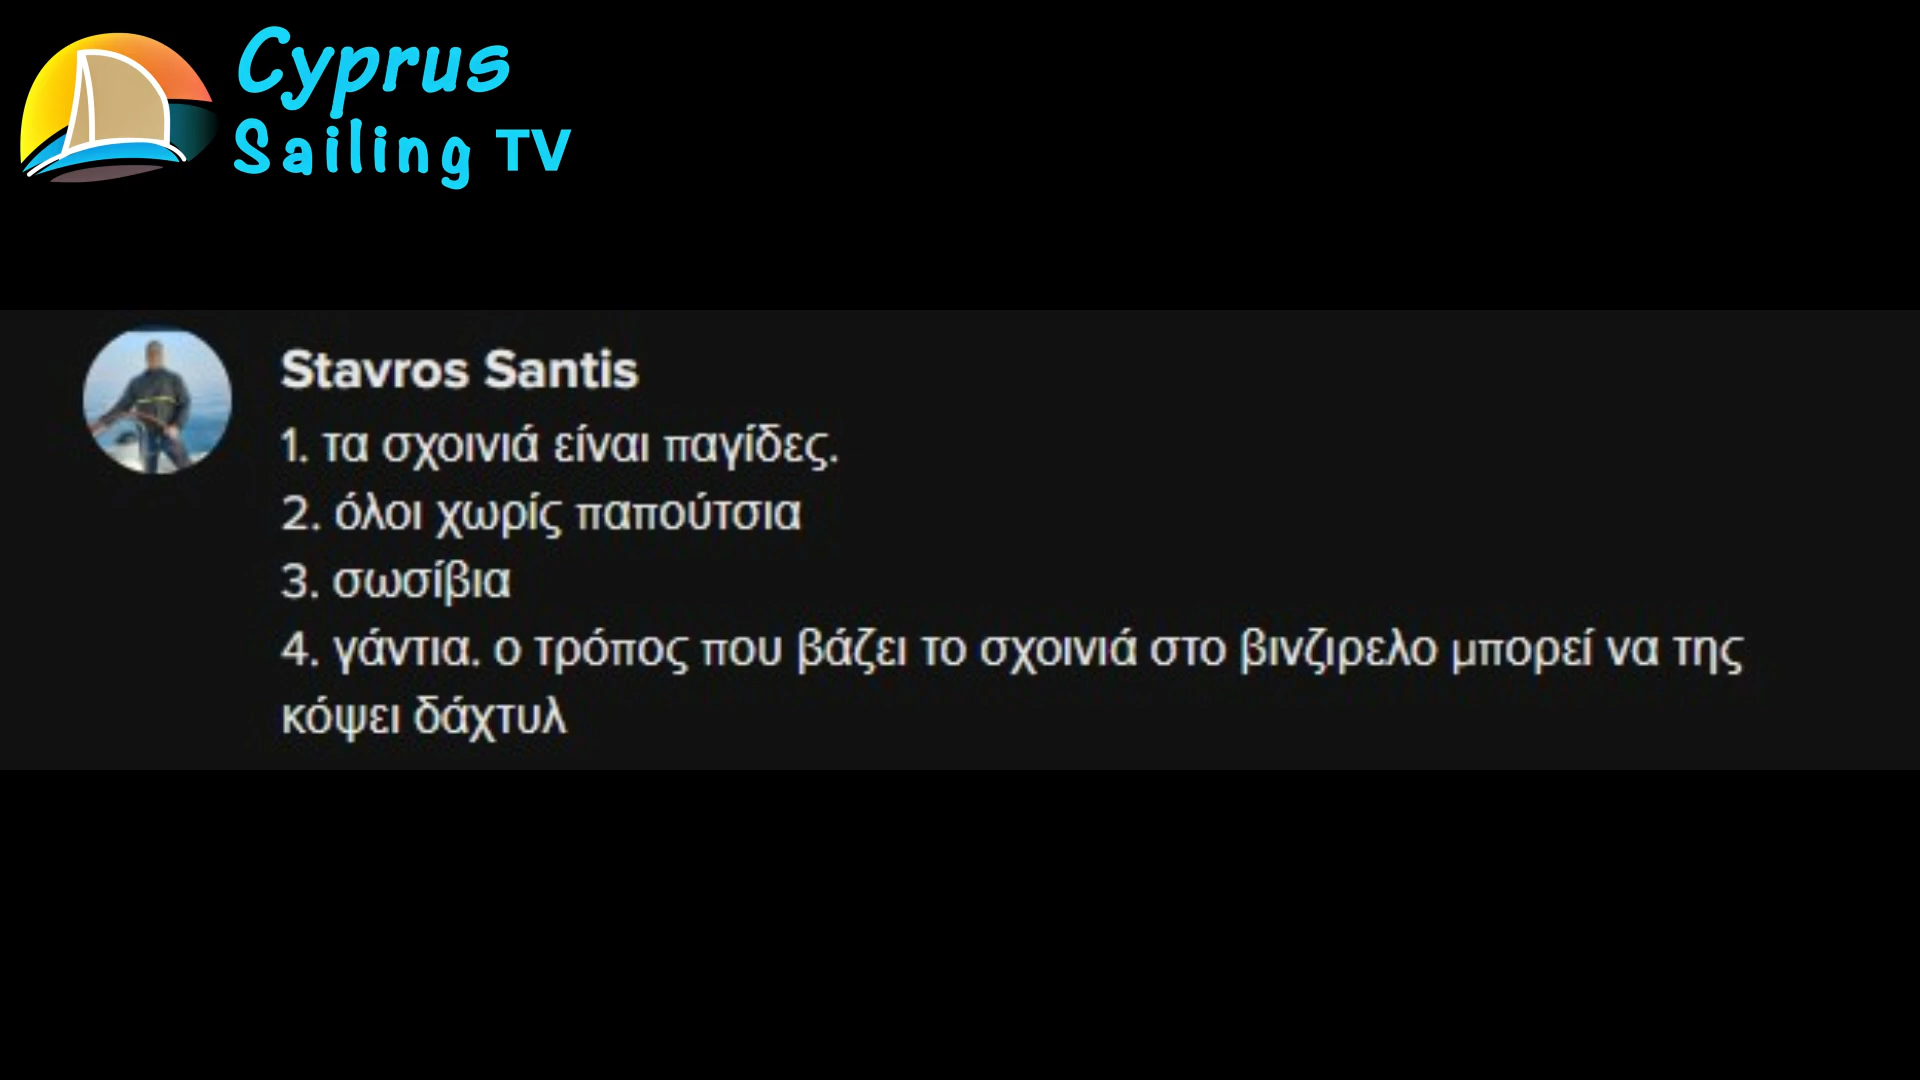 Cyprus
Sailing TV
Stavros Santis
1. τα σχοινιά είναι παγίδες.
2. όλοι χωρίς παπούτσια
3. σωσίβια
4. γάντια. ο τρόπος που βάζει το σχοινιά στο βινζιρελο μπορεί να της
κόψει δάχτυλ